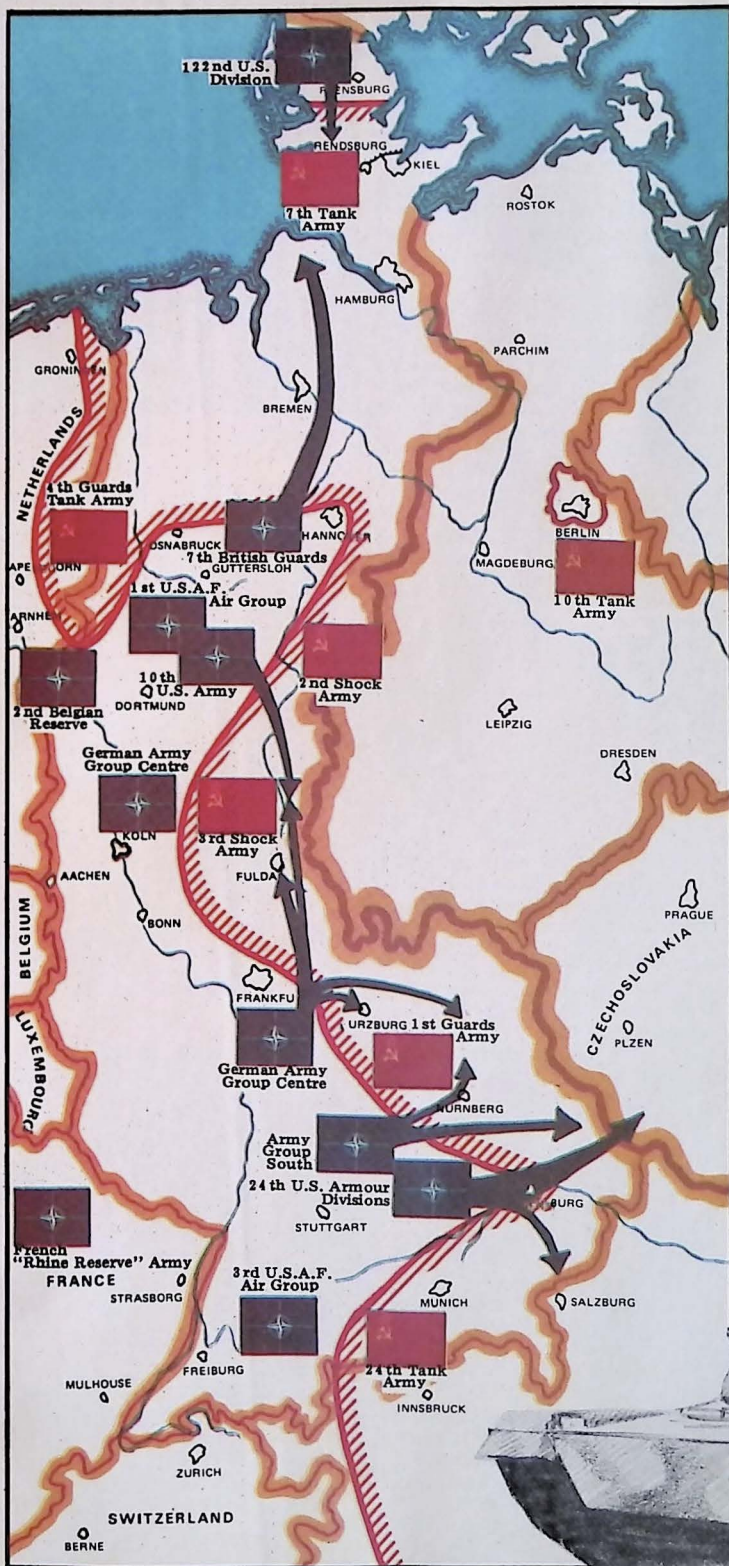 122nd U.S.
Division
RENDSBURG
KIEL
7th Tank
Army
ROSTOK
HAMBURG
PARCHIM
BREMEN
NETHERLANDS
4th Guards
Tank Army
OSNABRUCK
7th British Guards
GUTTERSLOH
BERLIN
MAGDEBURG
10th Tank
Army
1st U.S.A.F.
Air Group
10th
U.S. Army
DORTMUND
2nd Belgian
Reserve
2nd Shock
Army
LEIPZIG
DRESDEN
German Army
Group Centre
KOLN
3rd Shock
Army
FULDA
AACHEN
BONN
BELGIUM
PRAGUE
CZECHOSLOVAKIA
PLZEN
LUXEMBOURG
FRANKFU
URZBURG
1st Guards
Army
German Army
Group Centre
NURNBERG
Army
Group
South
24th U.S. Armour
Divisions
BURG
STUTTGART
French
"Rhine Reserve" Army
FRANCE
STRASBORG
3rd U.S.A.F.
Air Group
MUNICH
SALZBURG
FREIBURG
24th Tank
Army
MULHOUSE
INNSBRUCK
ZURICH
SWITZERLAND
BERNE